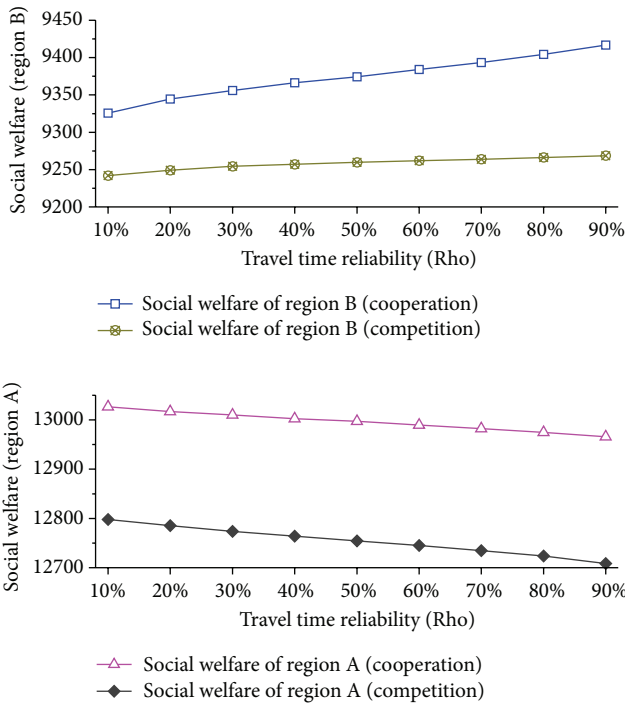 Social welfare (region B)
9450
9400
9350
9300
9250
9200
10% 20% 30% 40% 50% 60% 70% 80% 90%
Travel time reliability (Rho)
Social welfare of region B (cooperation)
Social welfare of region B (competition)
Social welfare (region A)
13000
12900
12800
12700
10% 20% 30% 40% 50% 60% 70% 80% 90%
Travel time reliability (Rho)
Social welfare of region A (cooperation)
Social welfare of region A (competition)